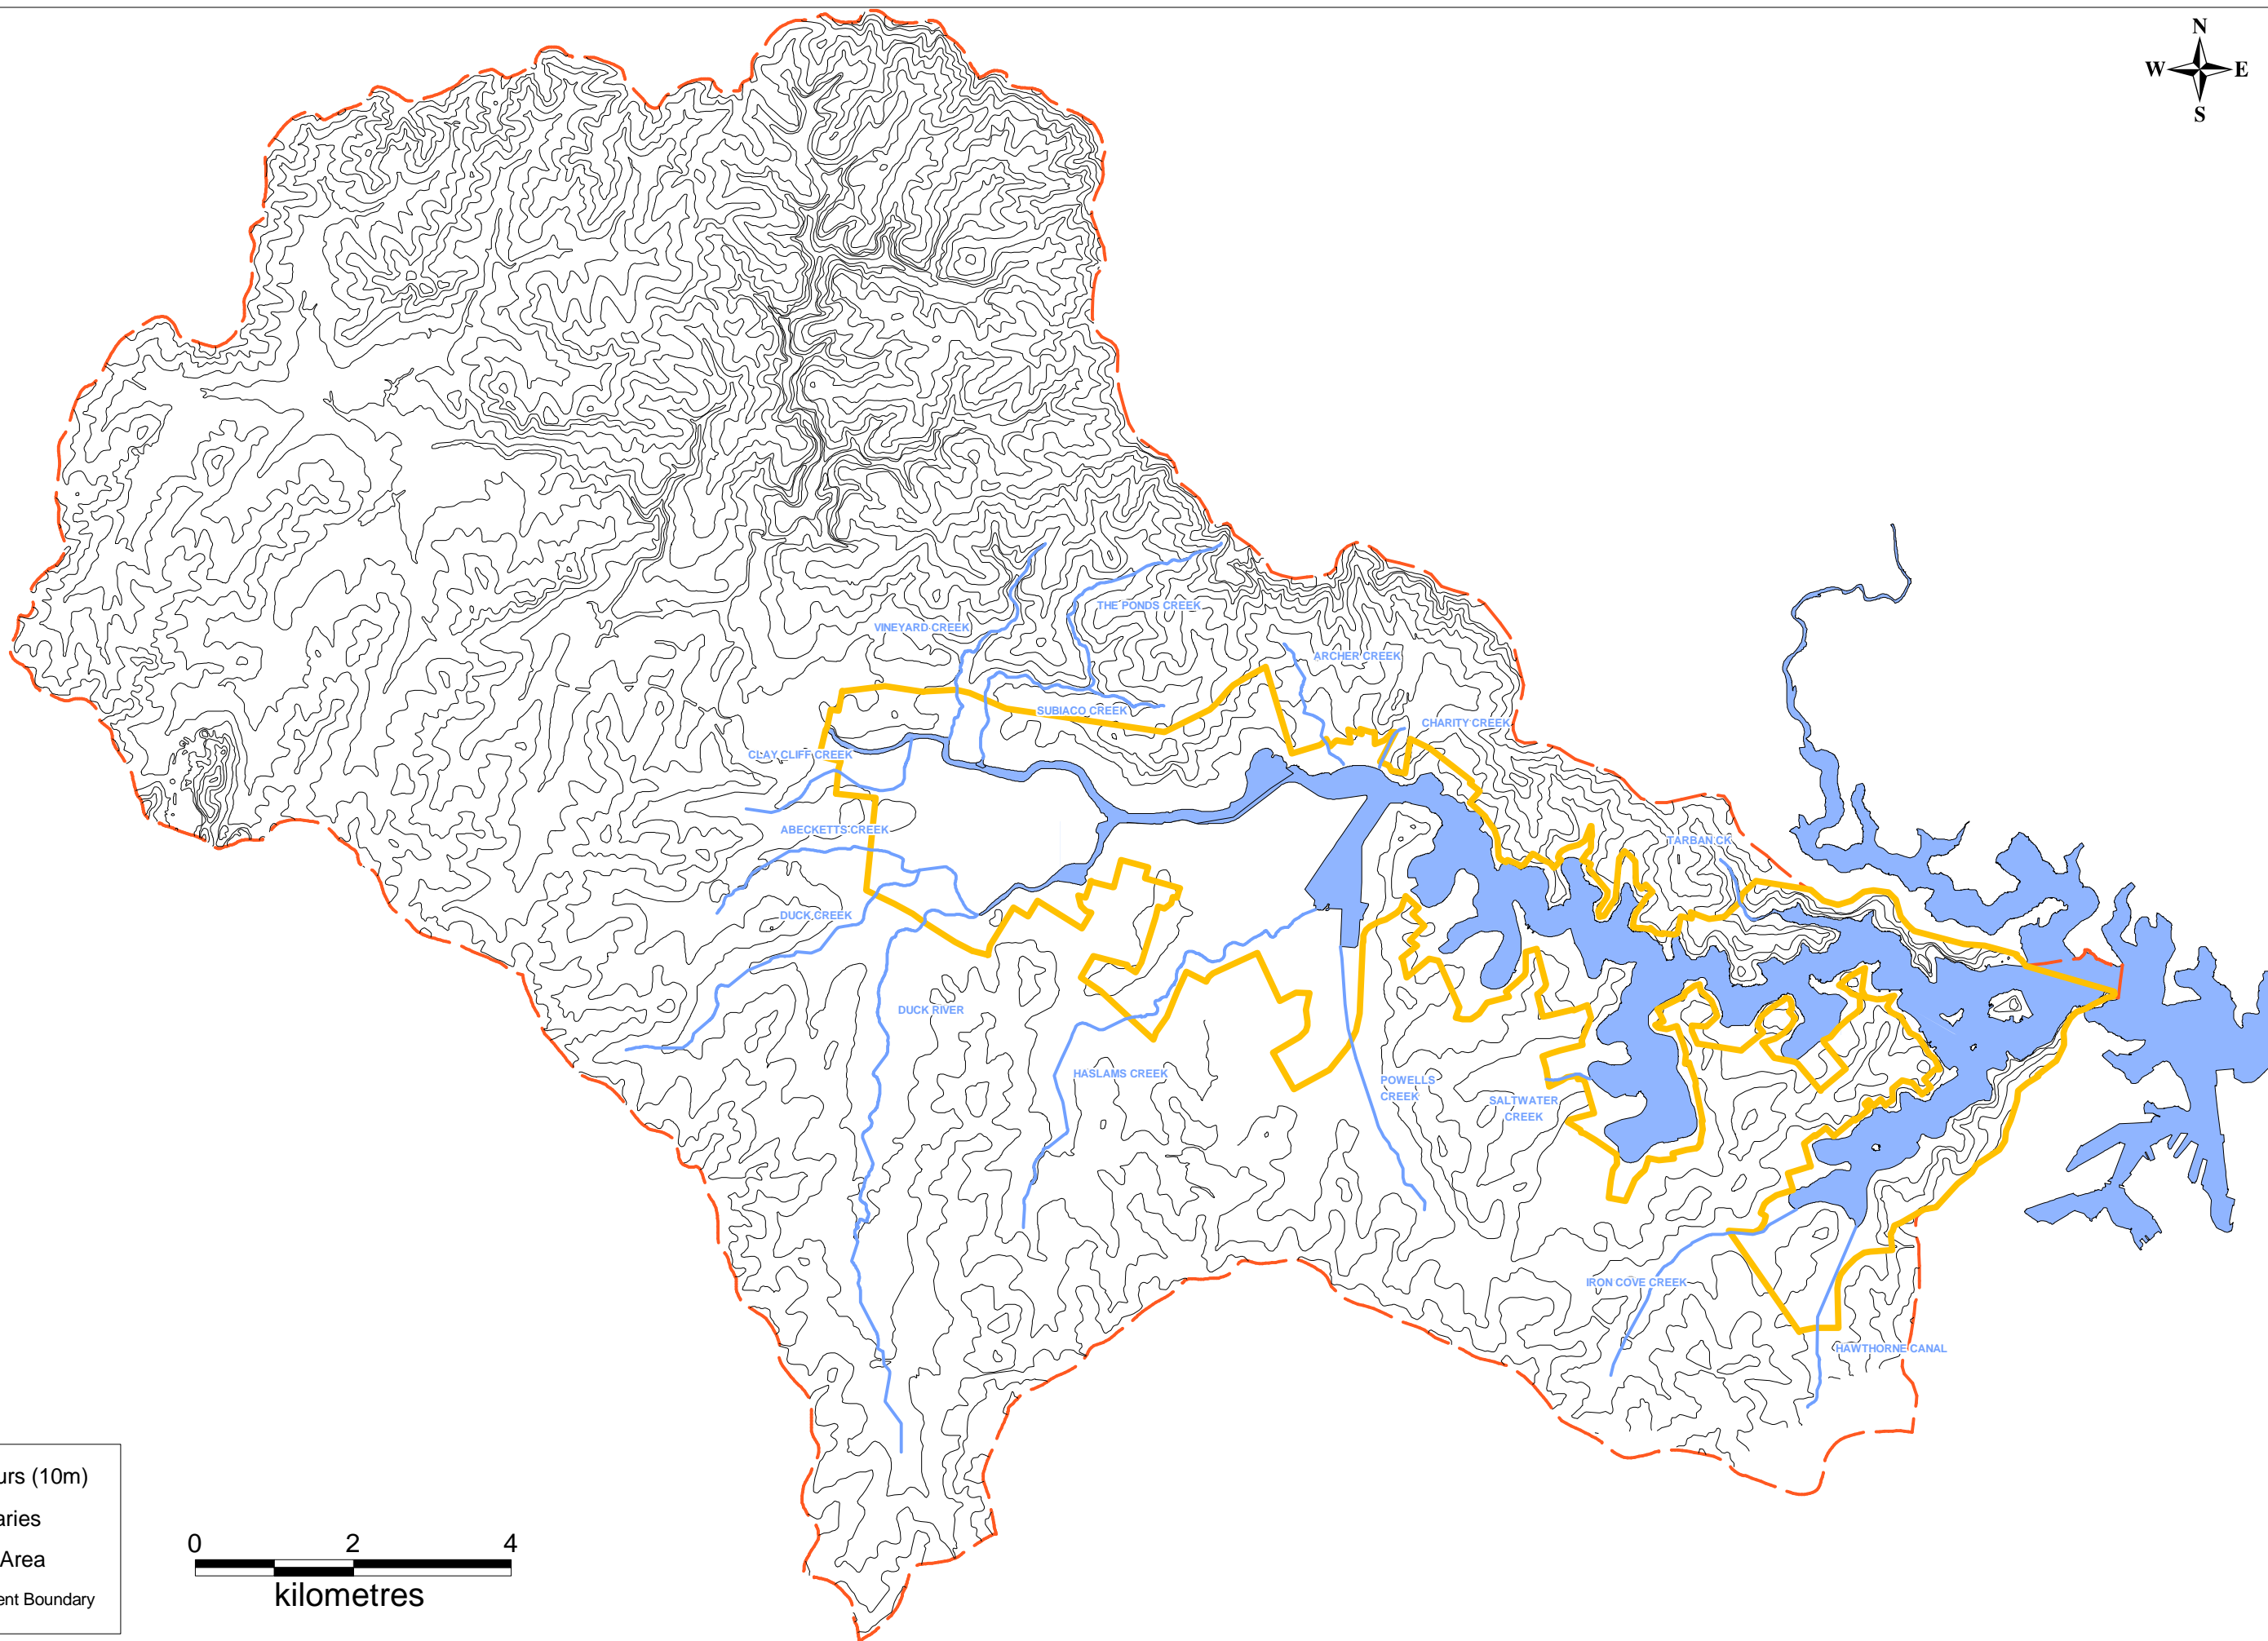 N
W E
S
THE PONDS CREEK
VINEYARD CREEK
ARCHER CREEK
SUBIACO CREEK
CHARITY CREEK
CLAY CLIFF CREEK
ABECKETTS CREEK
TARBAN CK
DUCK CREEK
DUCK RIVER
HASLAMS CREEK
POWELLS
CREEK
SALTWATER
CREEK
IRON COVE CREEK
HAWTHORNE CANAL
urs (10m)
aries
Area
ent Boundary
0 2 4
kilometres